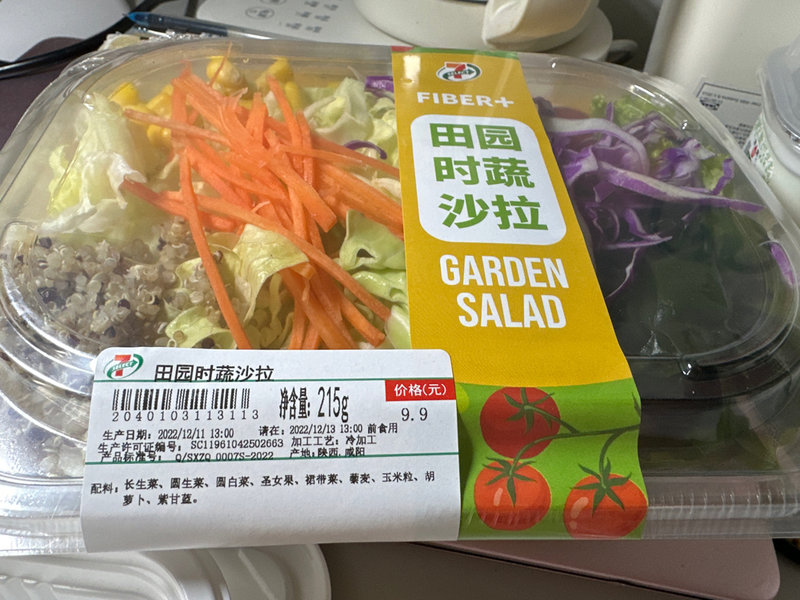 7 SELECT
FIBER+
田园
时蔬
沙拉
GARDEN
SALAD
7 SELECT
田园时蔬沙拉
2040103113113
净含量: 215g
价格(元)
9.9
生产日期: 2022/12/11 13:00 请在: 2022/12/13 13:00 前食用
生产许可证编号: SC11961042502663 加工工艺: 冷加工
产品标准号: Q/SXZQ 0007S-2022 产地:陕西.咸阳
配料: 长生菜、圆生菜、圆白菜、圣女果、裙带菜、藜麦、玉米粒、胡
萝卜、紫甘蓝。